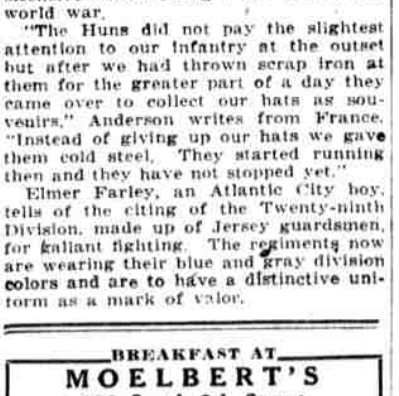 world war.
"The Huns did not pay the slightest
attention to our infantry at the outset
but after we had thrown scrap iron at
them for the greater part of a day they
came over to collect our hats as sou-
venirs," Anderson writes from France.
"Instead of giving up our hats we gave
them cold steel. They started running
then and they have not stopped yet."
Elmer Farley, an Atlantic City boy,
tells of the citing of the Twenty-ninth
Division, made up of Jersey guardsmen,
for gallant fighting. The regiments now
are wearing their blue and gray division
colors and are to have a distinctive uni-
form as a mark of valor.
BREAKFAST AT
MOELBERT'S